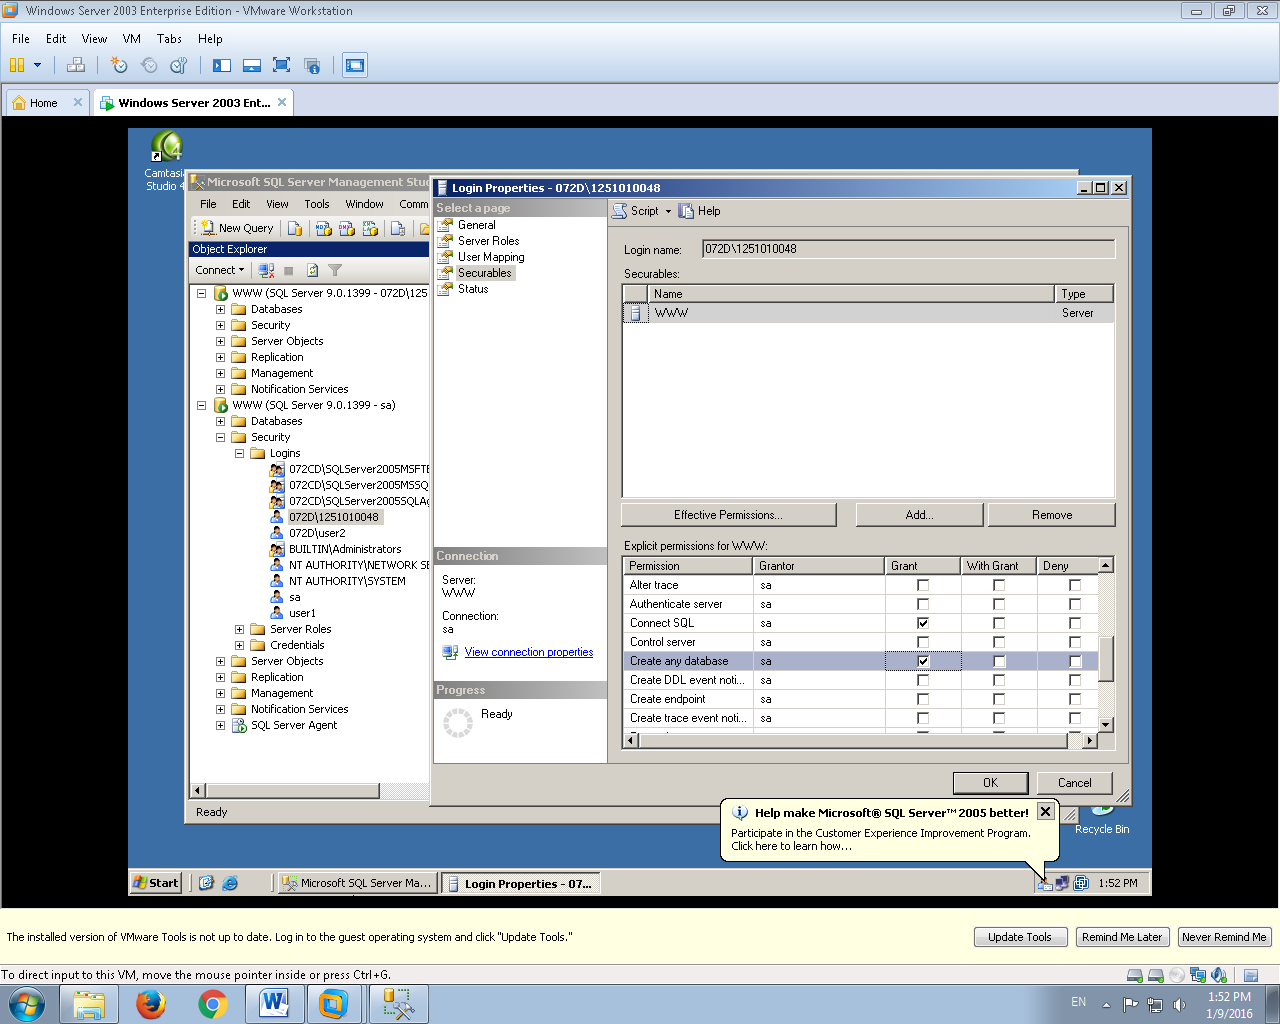 Windows Server 2003 Enterprise Edition - VMware Workstation
File Edit View VM Tabs Help
Home
Windows Server 2003 Ent...
Camtasia
Studio 4
Microsoft SQL Server Management Stud
File Edit View Tools Window Comm
New Query
Object Explorer
Connect
WWW (SQL Server 9.0.1399 - 072D\125
Databases
Security
Server Objects
Replication
Management
Notification Services
WWW (SQL Server 9.0.1399 - sa)
Databases
Security
Logins
072CD\SQLServer2005MSFTE
072CD\SQLServer2005MSSQ
072CD\SQLServer2005SQLAg
072D\1251010048
072D\user2
BUILTIN\Administrators
NT AUTHORITY\NETWORK SE
NT AUTHORITY\SYSTEM
sa
user1
Server Roles
Credentials
Server Objects
Replication
Management
Notification Services
SQL Server Agent
Ready
Login Properties - 072D\1251010048
Select a page
General
Server Roles
User Mapping
Securables
Status
Connection
Server:
WWW
Connection:
sa
View connection properties
Progress
Ready
Script Help
Login name: 072D\1251010048
Securables:
Name Type
WWW Server
Effective Permissions... Add... Remove
Explicit permissions for WWW:
Permission Grantor Grant With Grant Deny
Alter trace sa
Authenticate server sa
Connect SQL sa
Control server sa
Create any database sa
Create DDL event noti... sa
Create endpoint sa
Create trace event noti... sa
OK Cancel
Help make Microsoft® SQL Server™ 2005 better!
Participate in the Customer Experience Improvement Program.
Click here to learn how...
Recycle Bin
Start
Microsoft SQL Server Ma...
Login Properties - 07...
1:52 PM
The installed version of VMware Tools is not up to date. Log in to the guest operating system and click "Update Tools."
Update Tools Remind Me Later Never Remind Me
To direct input to this VM, move the mouse pointer inside or press Ctrl+G.
EN
1:52 PM
1/9/2016